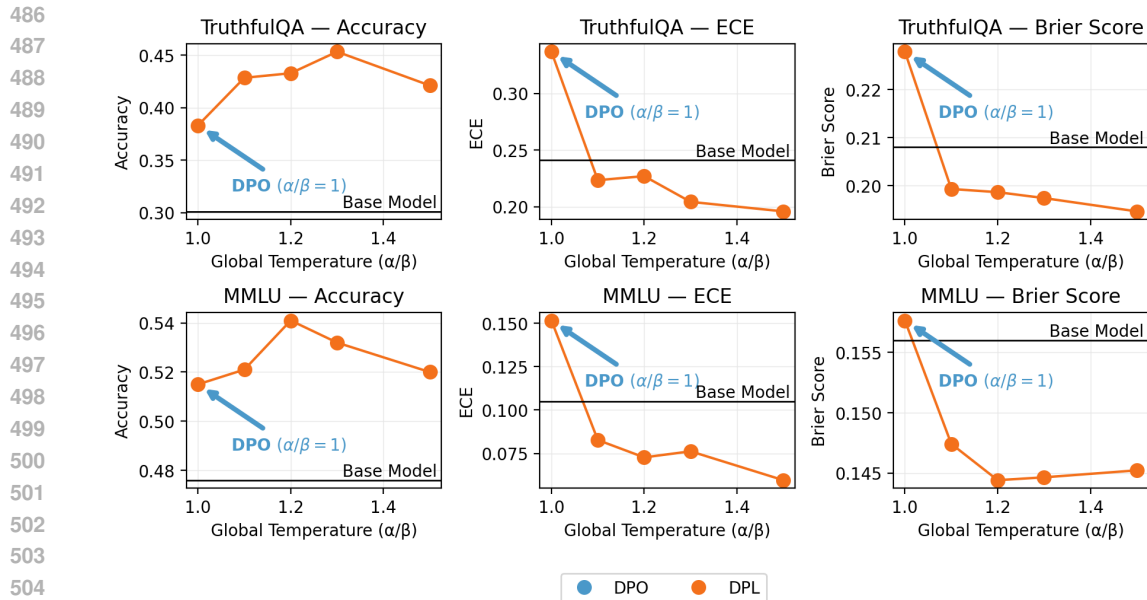 486
487
488
489
490
491
492
493
494
495
496
497
498
499
500
501
502
503
504
TruthfulQA — Accuracy
Accuracy
0.45
0.40
0.35
0.30
DPO (α/β = 1)
Base Model
1.0 1.2 1.4
Global Temperature (α/β)
TruthfulQA — ECE
ECE
0.30
0.25
0.20
DPO (α/β = 1)
Base Model
1.0 1.2 1.4
Global Temperature (α/β)
TruthfulQA — Brier Score
Brier Score
0.22
0.21
0.20
DPO (α/β = 1)
Base Model
1.0 1.2 1.4
Global Temperature (α/β)
MMLU — Accuracy
Accuracy
0.54
0.52
0.50
0.48
DPO (α/β = 1)
Base Model
1.0 1.2 1.4
Global Temperature (α/β)
MMLU — ECE
ECE
0.150
0.125
0.100
0.075
DPO (α/β = 1)
Base Model
1.0 1.2 1.4
Global Temperature (α/β)
MMLU — Brier Score
Brier Score
0.155
0.150
0.145
Base Model
DPO (α/β = 1)
1.0 1.2 1.4
Global Temperature (α/β)
DPO DPL